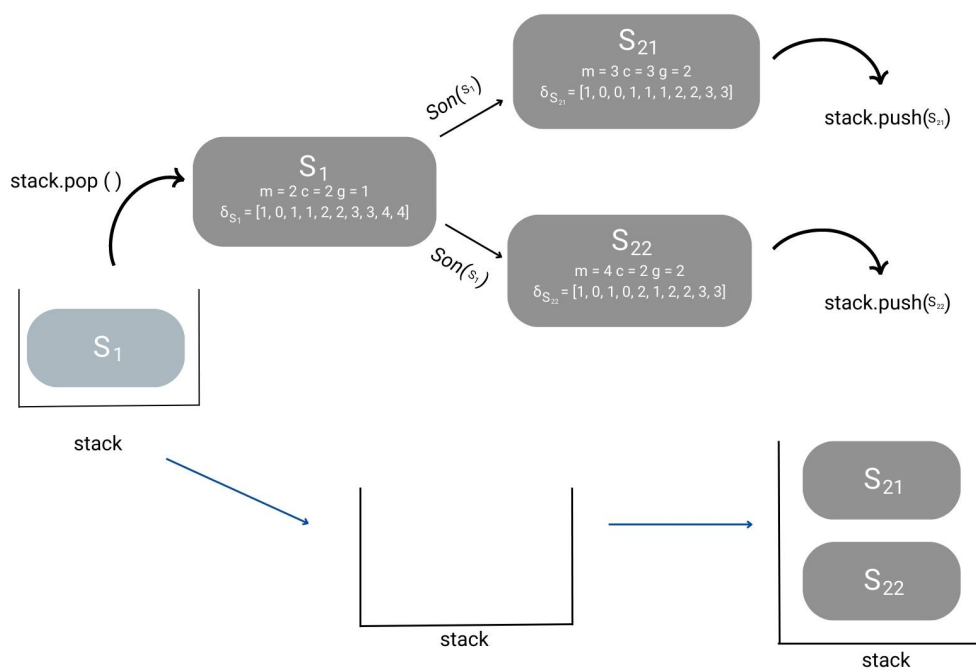 S₂₁
m = 3 c = 3 g = 2
δ_S₂₁ = [1, 0, 0, 1, 1, 1, 2, 2, 3, 3]
Son(s₁)
stack.push(S₂₁)
stack.pop ( )
S₁
m = 2 c = 2 g = 1
δ_S₁ = [1, 0, 1, 1, 2, 2, 3, 3, 4, 4]
Son(s₁)
S₂₂
m = 4 c = 2 g = 2
δ_S₂₂ = [1, 0, 1, 0, 2, 1, 2, 2, 3, 3]
stack.push(S₂₂)
S₁
stack
S₂₁
S₂₂
stack
stack